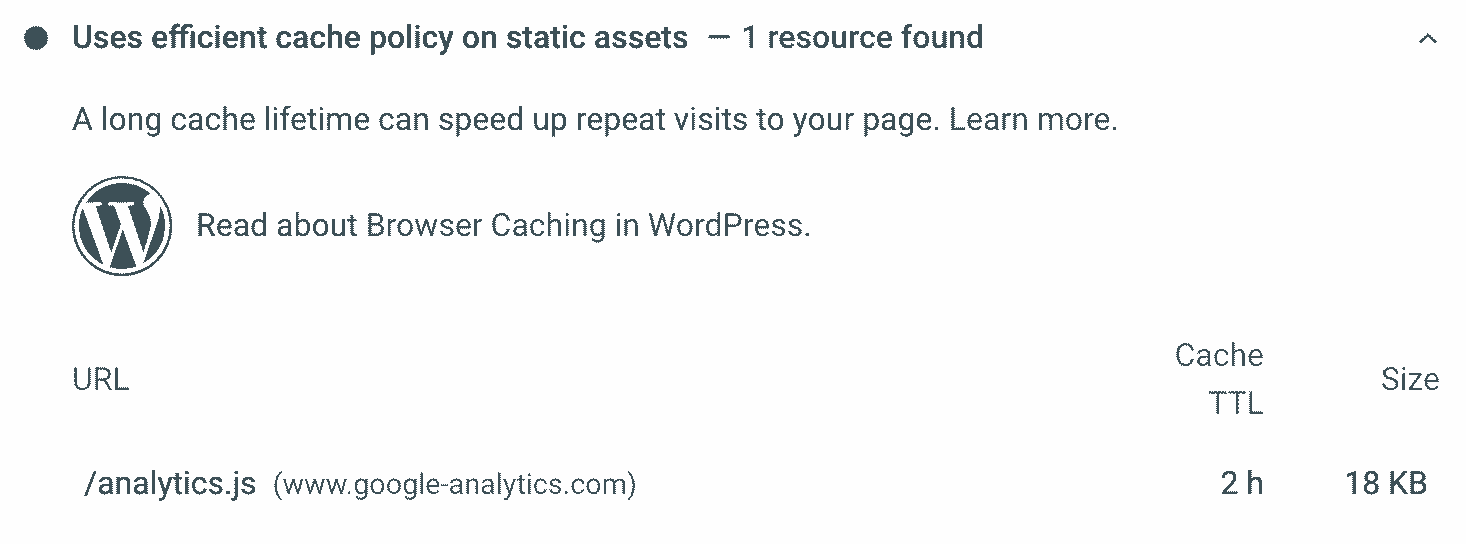 Uses efficient cache policy on static assets — 1 resource found
A long cache lifetime can speed up repeat visits to your page. Learn more.
Read about Browser Caching in WordPress.
URL Cache TTL Size
/analytics.js (www.google-analytics.com) 2 h 18 KB